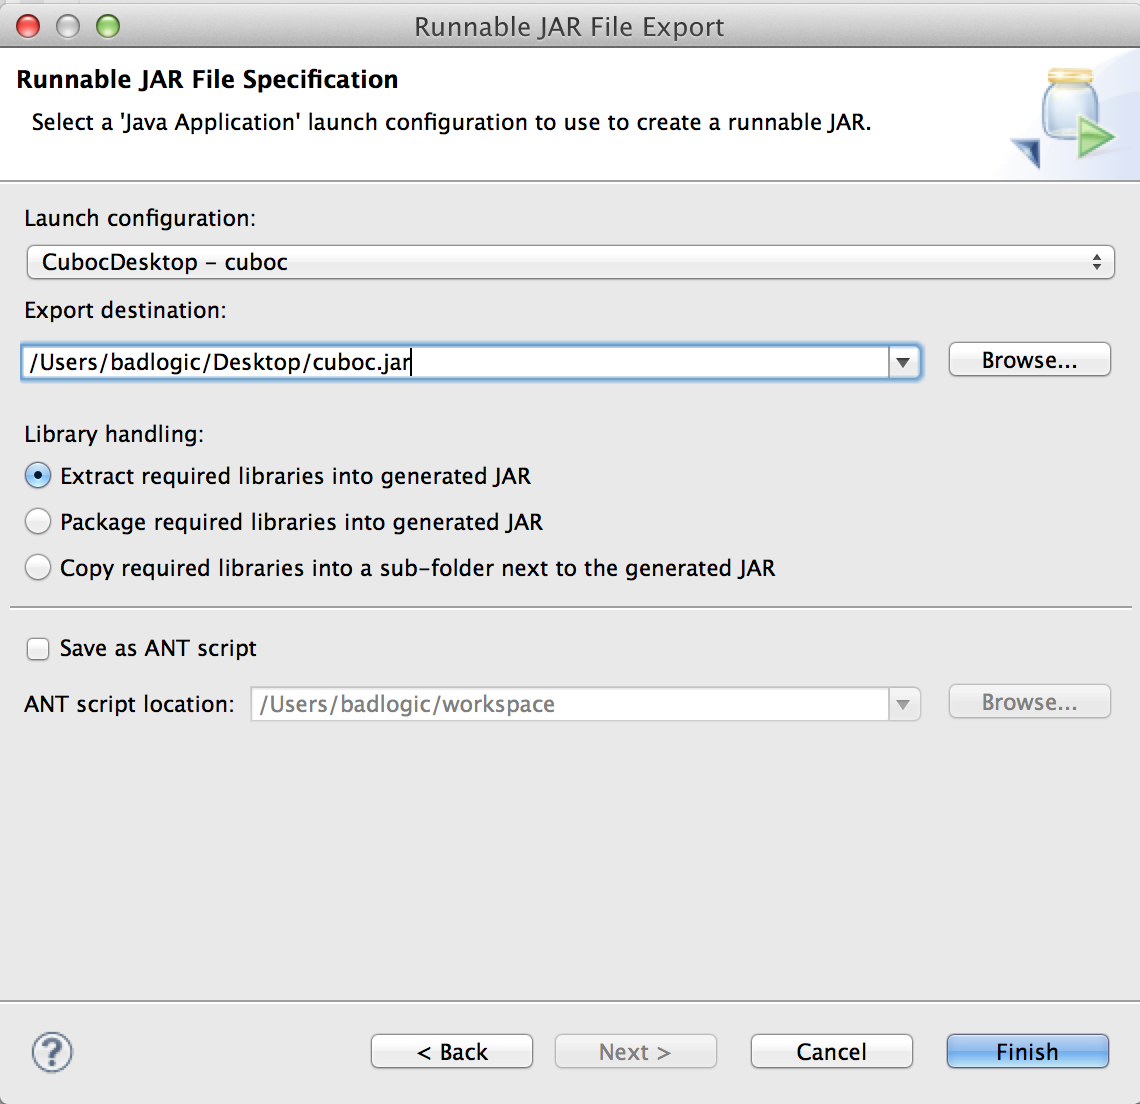 Runnable JAR File Export
Runnable JAR File Specification
Select a 'Java Application' launch configuration to use to create a runnable JAR.
Launch configuration:
CubocDesktop – cuboc
Export destination:
/Users/badlogic/Desktop/cuboc.jar
Browse...
Library handling:
Extract required libraries into generated JAR
Package required libraries into generated JAR
Copy required libraries into a sub-folder next to the generated JAR
Save as ANT script
ANT script location:
/Users/badlogic/workspace
Browse...
?
< Back
Next >
Cancel
Finish